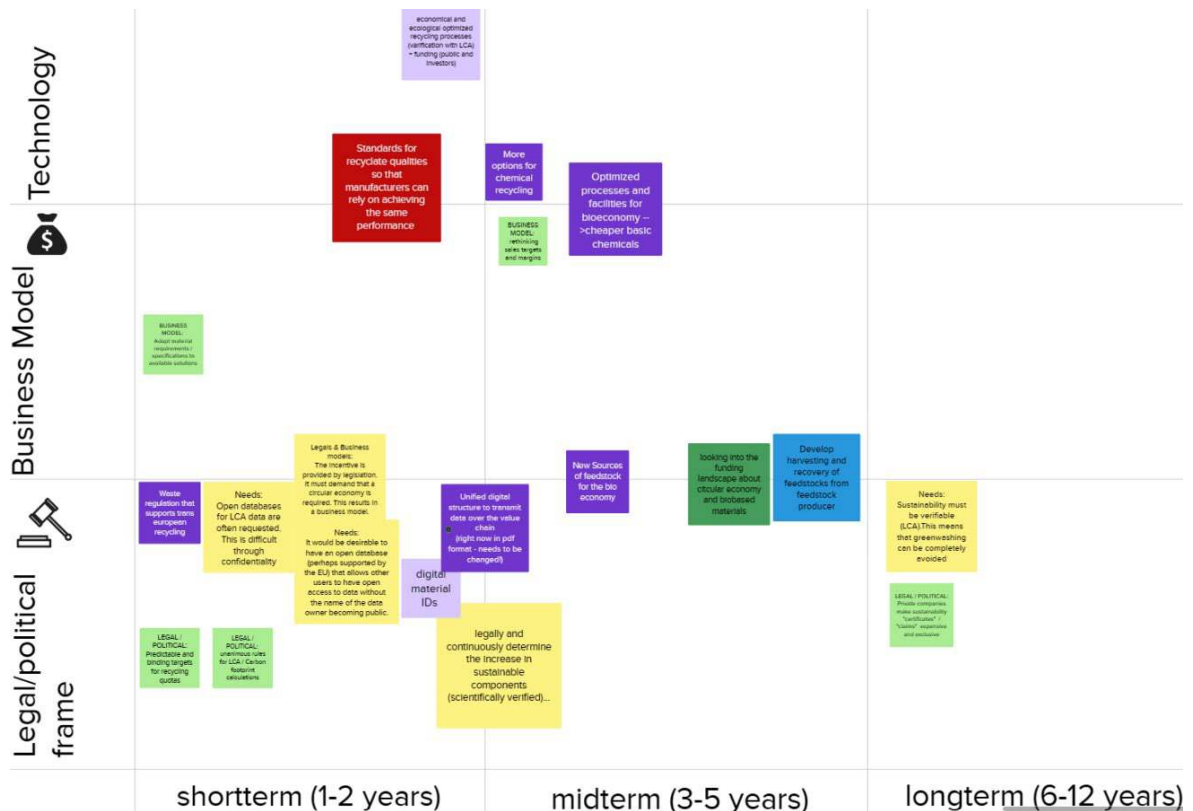 Technology
economical and
ecological optimized
recycling processes
(varification with LCA)
- funding (public and
investors)
Standards for
recyclate qualities
so that
manufacturers can
rely on achieving
the same
performance
More
options for
chemical
recycling
Optimized
processes and
facilities for
bioeconomy --
>cheaper basic
chemicals
$
Business Model
BUSINESS
MODEL:
rethinking
sales targets
and margins
BUSINESS
MODEL:
Adapt material
requirements /
specifications to
available solutions
Legals & Business
models:
The incentive is
provided by legislation.
It must demand that a
circular economy is
required. This results in
a business model.
New Sources
of feedstock
for the bio
economy
looking into the
funding
landscape about
citcular economy
and biobased
materials
Develop
harvesting and
recovery of
feedstocks from
feedstock
producer
Legal/political
frame
Waste
regulation that
supports trans
european
recycling
Needs:
Open databases
for LCA data are
often requested.
This is difficult
through
confidentiality
Needs:
It would be desirable to
have an open database
(perhaps supported by
the EU) that allows other
users to have open
access to data without
the name of the data
owner becoming public.
Unified digital
structure to transmit
data over the value
chain
(right now in pdf
format - needs to be
changed!)
digital
material
IDs
legally and
continuously determine
the increase in
sustainable
components
(scientifically verified)...
LEGAL /
POLITICAL:
Predictable and
binding targets
for recycling
quotes
LEGAL /
POLITICAL:
unanimous rules
for LCA / Carbon
footprint
calculations
Needs:
Sustainability must
be verifiable
(LCA).This means
that greenwashing
can be completely
avoided
LEGAL / POLITICAL:
Private companies
make sustainability
"certificates" /
"claims" expensive
and exclusive
shortterm (1-2 years)
midterm (3-5 years)
longterm (6-12 years)